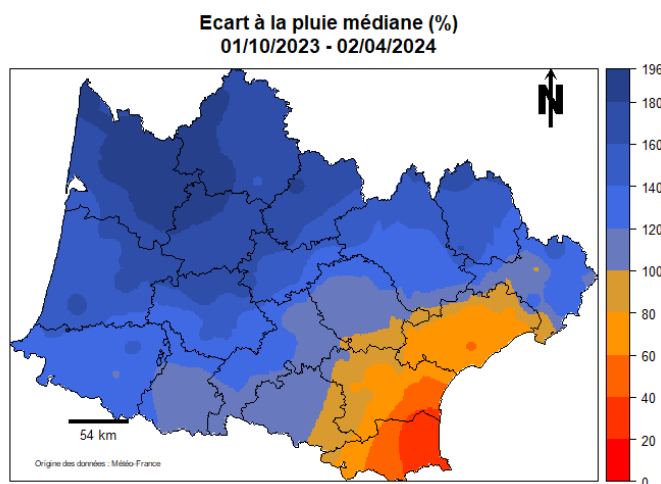 Ecart à la pluie médiane (%)
01/10/2023 - 02/04/2024
N
196
180
160
140
120
100
80
60
40
20
0
54 km
Origine des données : Météo-France